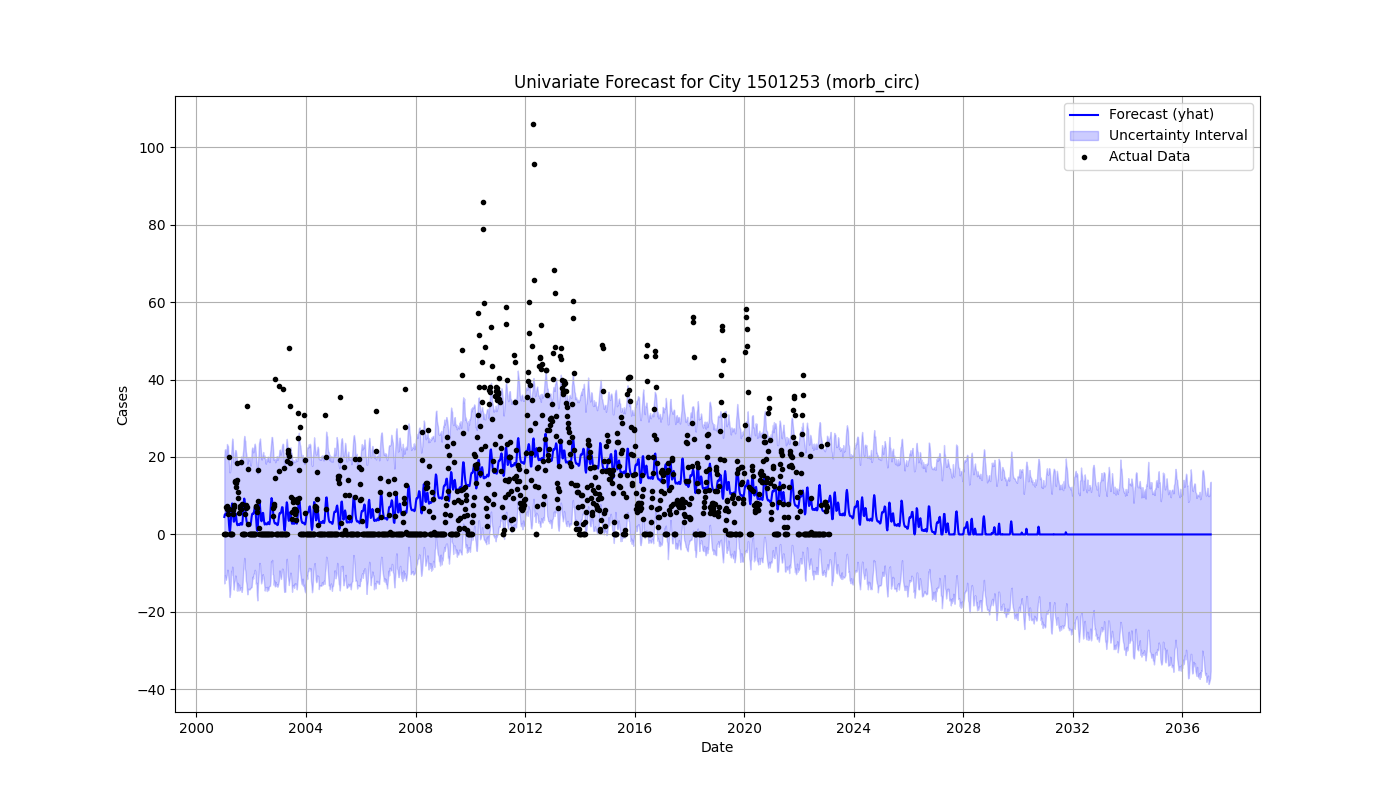 Univariate Forecast for City 1501253 (morb_circ)
Forecast (yhat)
Uncertainty Interval
Actual Data
Cases
100
80
60
40
20
0
−20
−40
2000 2004 2008 2012 2016 2020 2024 2028 2032 2036
Date